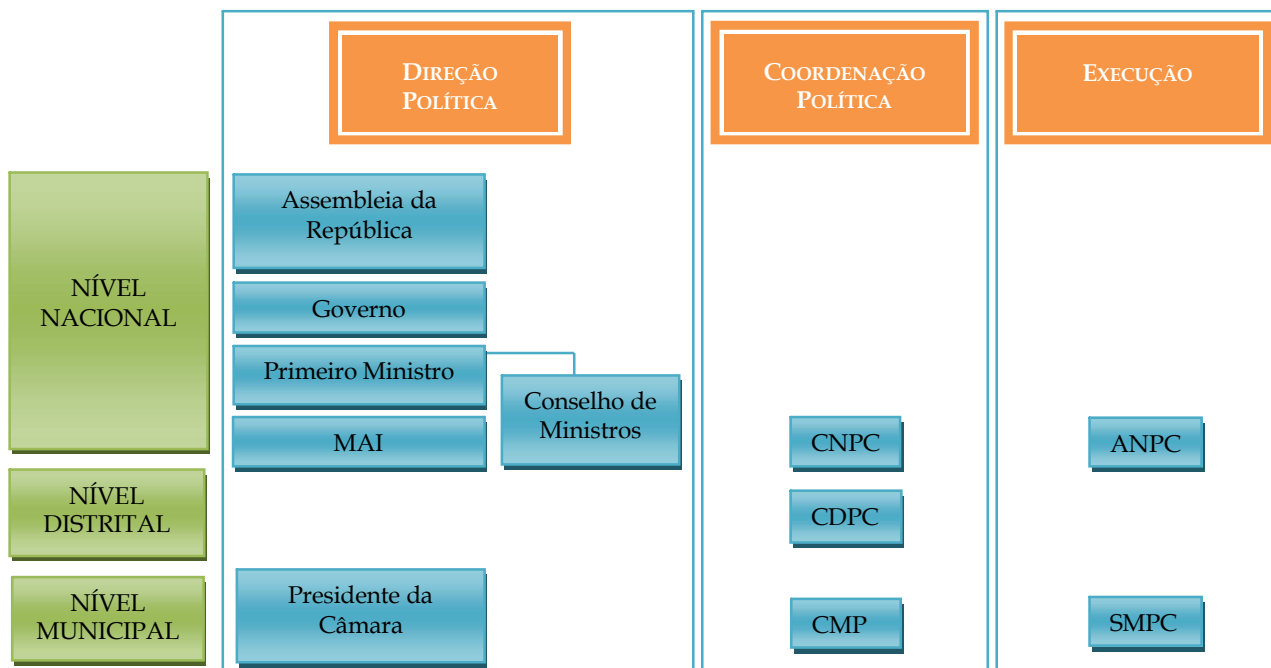 DIREÇÃO
POLÍTICA
COORDENAÇÃO
POLÍTICA
EXECUÇÃO
NÍVEL
NACIONAL
Assembleia da
República
Governo
Primeiro Ministro
Conselho de
Ministros
MAI
CNPC
ANPC
NÍVEL
DISTRITAL
CDPC
NÍVEL
MUNICIPAL
Presidente da
Câmara
CMP
SMPC